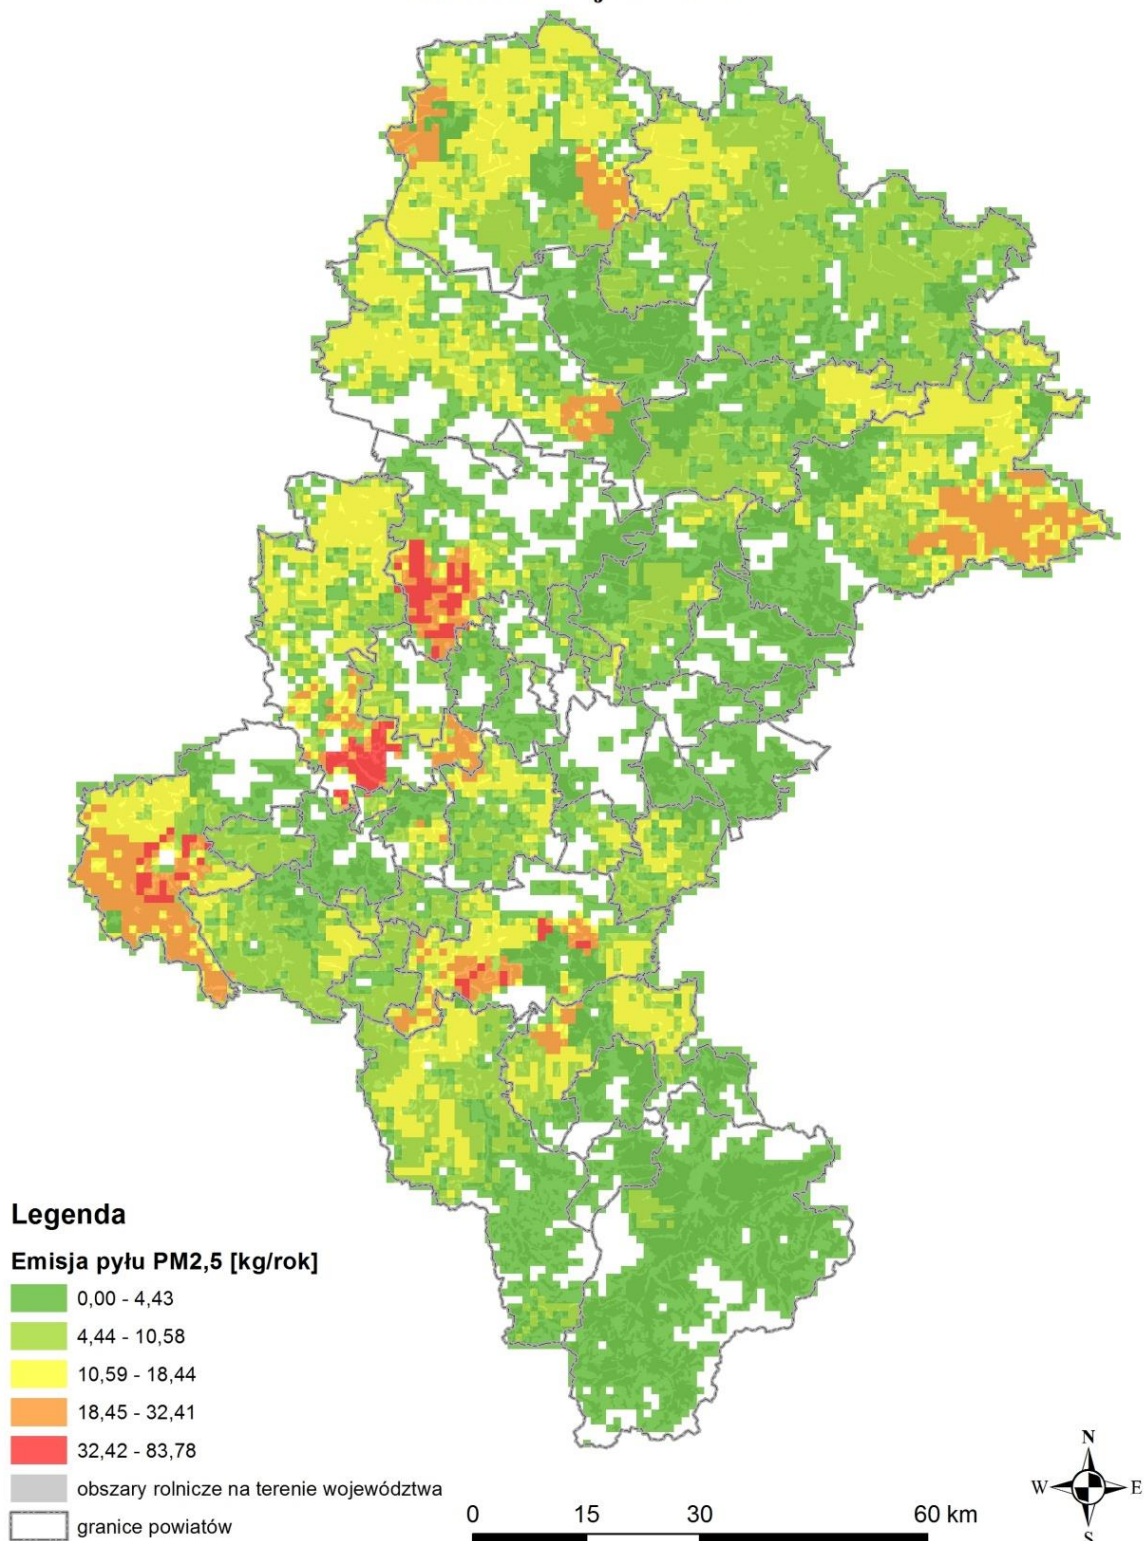 Legenda
Emisja pyłu PM2,5 [kg/rok]
0,00 - 4,43
4,44 - 10,58
10,59 - 18,44
18,45 - 32,41
32,42 - 83,78
obszary rolnicze na terenie województwa
granice powiatów
0 15 30 60 km
N
W E
S